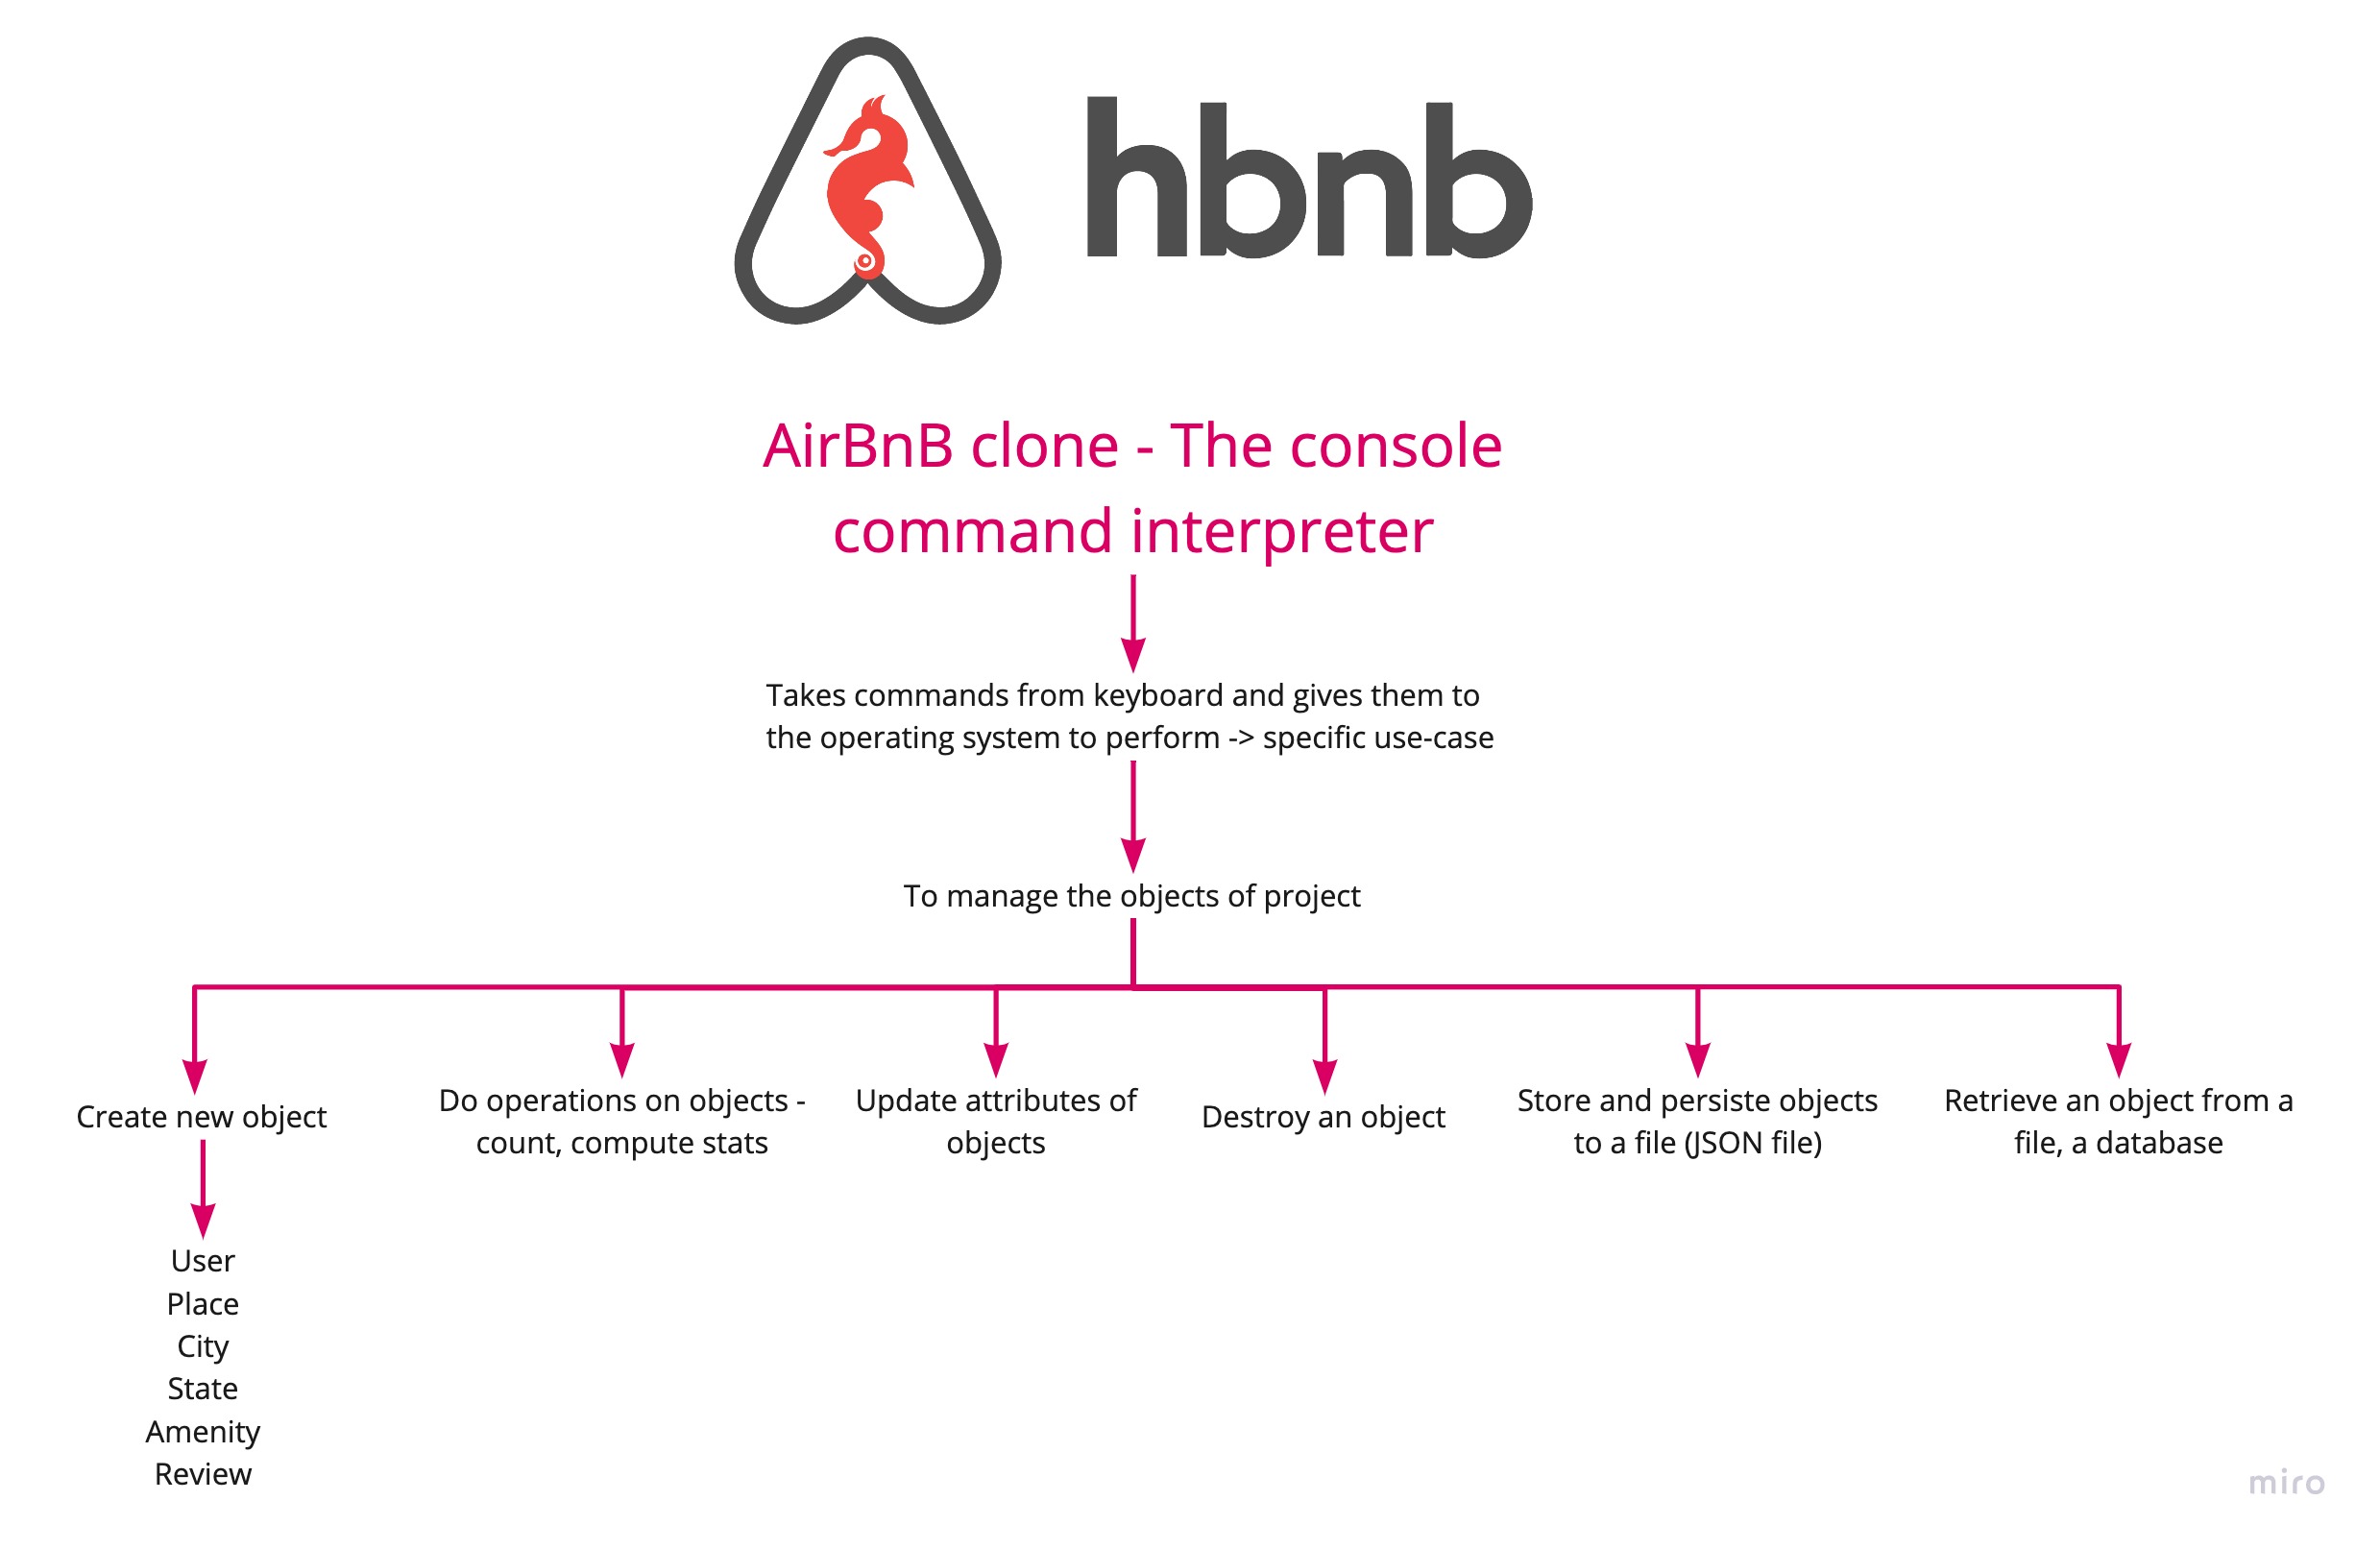 hbnb
AirBnB clone - The console
command interpreter
Takes commands from keyboard and gives them to
the operating system to perform -> specific use-case
To manage the objects of project
Create new object
Do operations on objects -
count, compute stats
Update attributes of
objects
Destroy an object
Store and persiste objects
to a file (JSON file)
Retrieve an object from a
file, a database
User
Place
City
State
Amenity
Review
miro